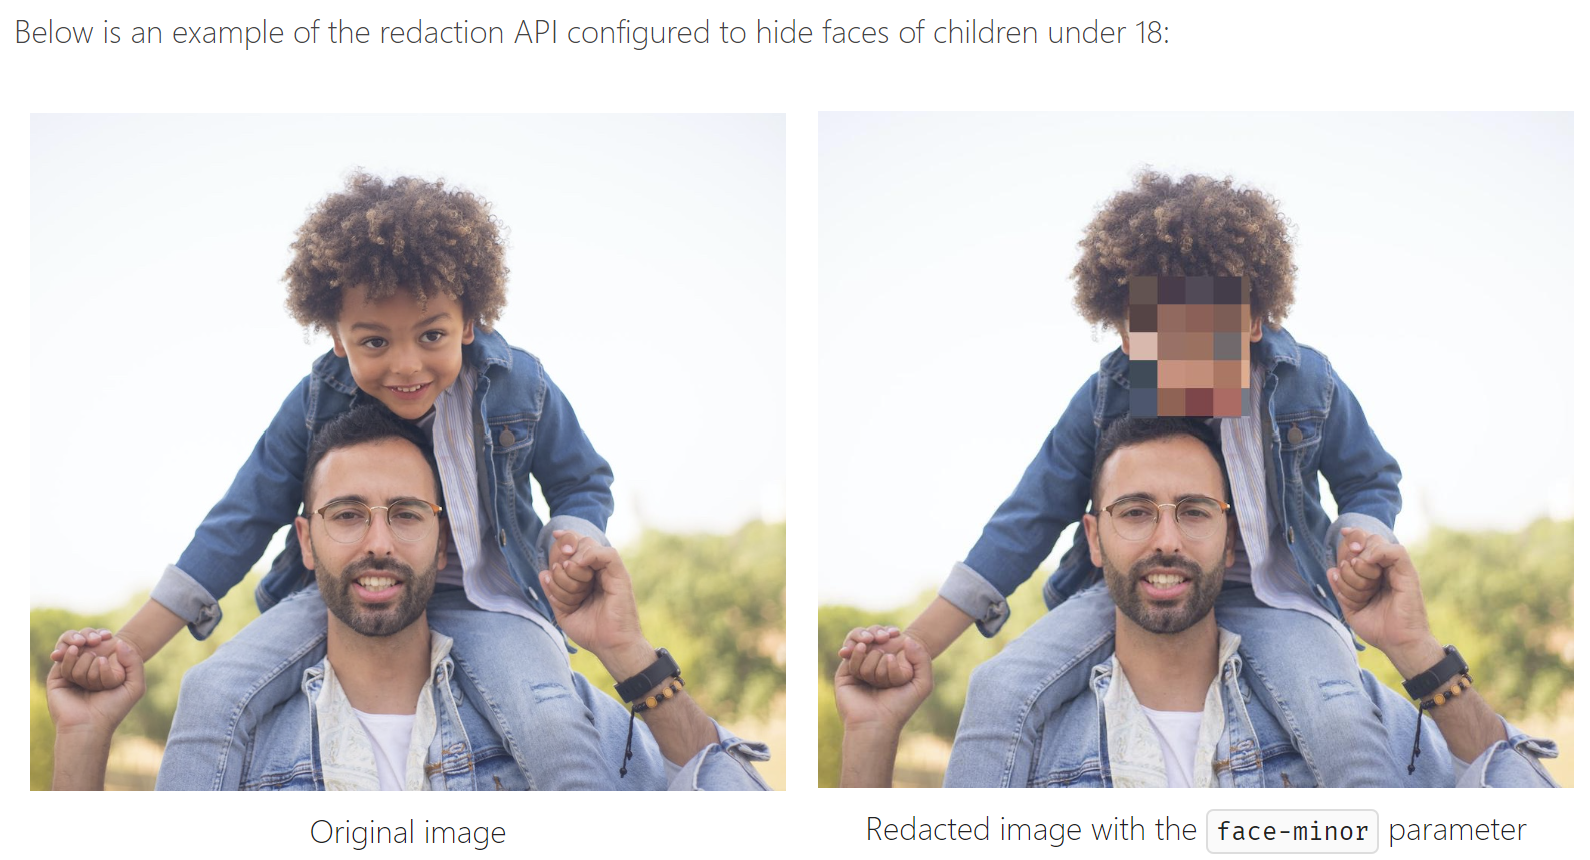 Below is an example of the redaction API configured to hide faces of children under 18:
Original image
Redacted image with the face-minor parameter